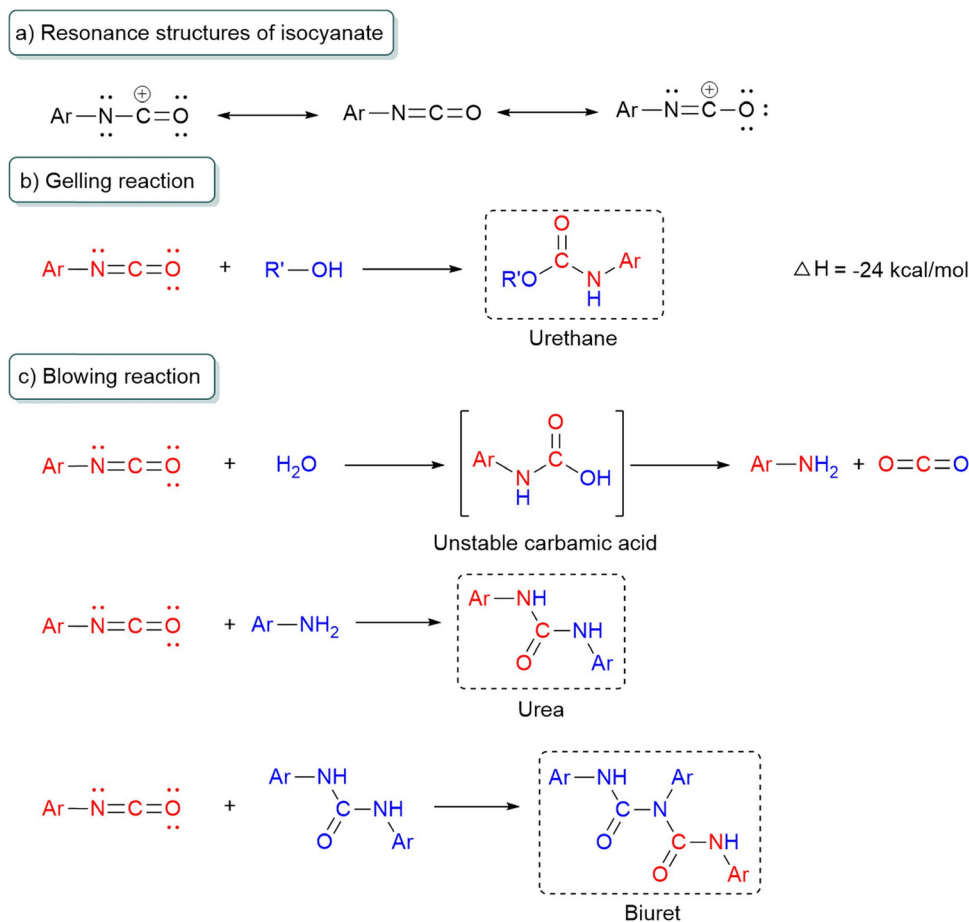 a) Resonance structures of isocyanate
Ar—N—C=O ⟷ Ar—N=C=O ⟷ Ar—N=C—O
⊕ ⊕
b) Gelling reaction
Ar—N=C=O + R'—OH ⟶ R'O C O N H Ar △H = -24 kcal/mol
Urethane
c) Blowing reaction
Ar—N=C=O + H₂O ⟶ [ Ar N H C O OH ] ⟶ Ar—NH₂ + O=C=O
Unstable carbamic acid
Ar—N=C=O + Ar—NH₂ ⟶ Ar—NH C O NH Ar
Urea
Ar—N=C=O + Ar—NH C O NH Ar ⟶ Ar—NH C O N Ar C O NH Ar
Biuret